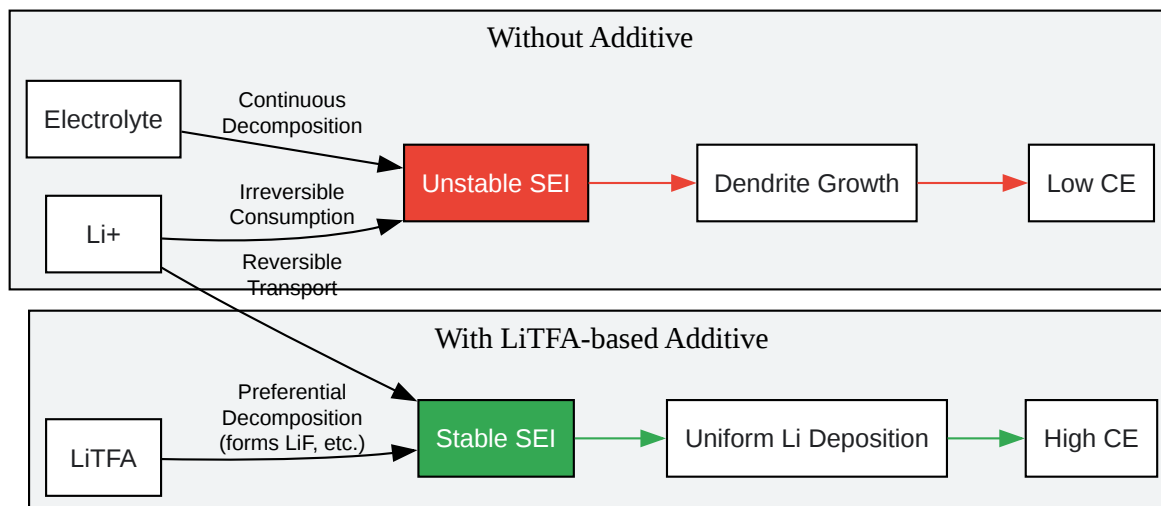 Without Additive
Electrolyte
Continuous
Decomposition
Unstable SEI
Dendrite Growth
Low CE
Irreversible
Consumption
Li+
Reversible
Transport
With LiTFA-based Additive
Preferential
Decomposition
(forms LiF, etc.)
LiTFA
Stable SEI
Uniform Li Deposition
High CE